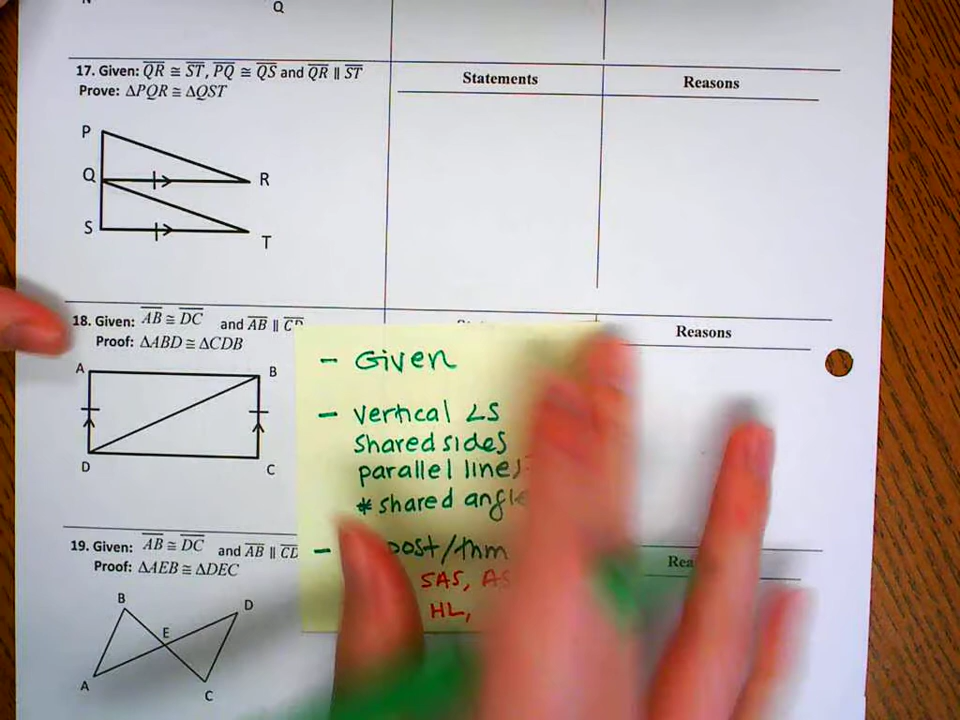 Q
17. Given: QR ≅ ST, PQ ≅ QS and QR ∥ ST
Prove: ΔPQR ≅ ΔQST
Statements
Reasons
P
Q
R
S
T
18. Given: AB ≅ DC and AB ∥ CD
Proof: ΔABD ≅ ΔCDB
Reasons
A
B
D
C
- Given
- vertical ∠S
shared sides
parallel lines
* shared angle
- post/thm
SAS,
HL,
19. Given: AB ≅ DC and AB ∥ CD
Proof: ΔAEB ≅ ΔDEC
B
D
E
A
C